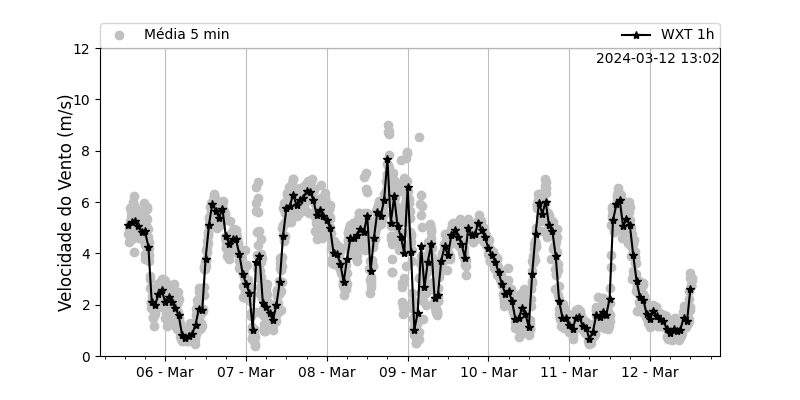 Média 5 min
WXT 1h
2024-03-12 13:02
Velocidade do Vento (m/s)
12
10
8
6
4
2
0
06 - Mar
07 - Mar
08 - Mar
09 - Mar
10 - Mar
11 - Mar
12 - Mar